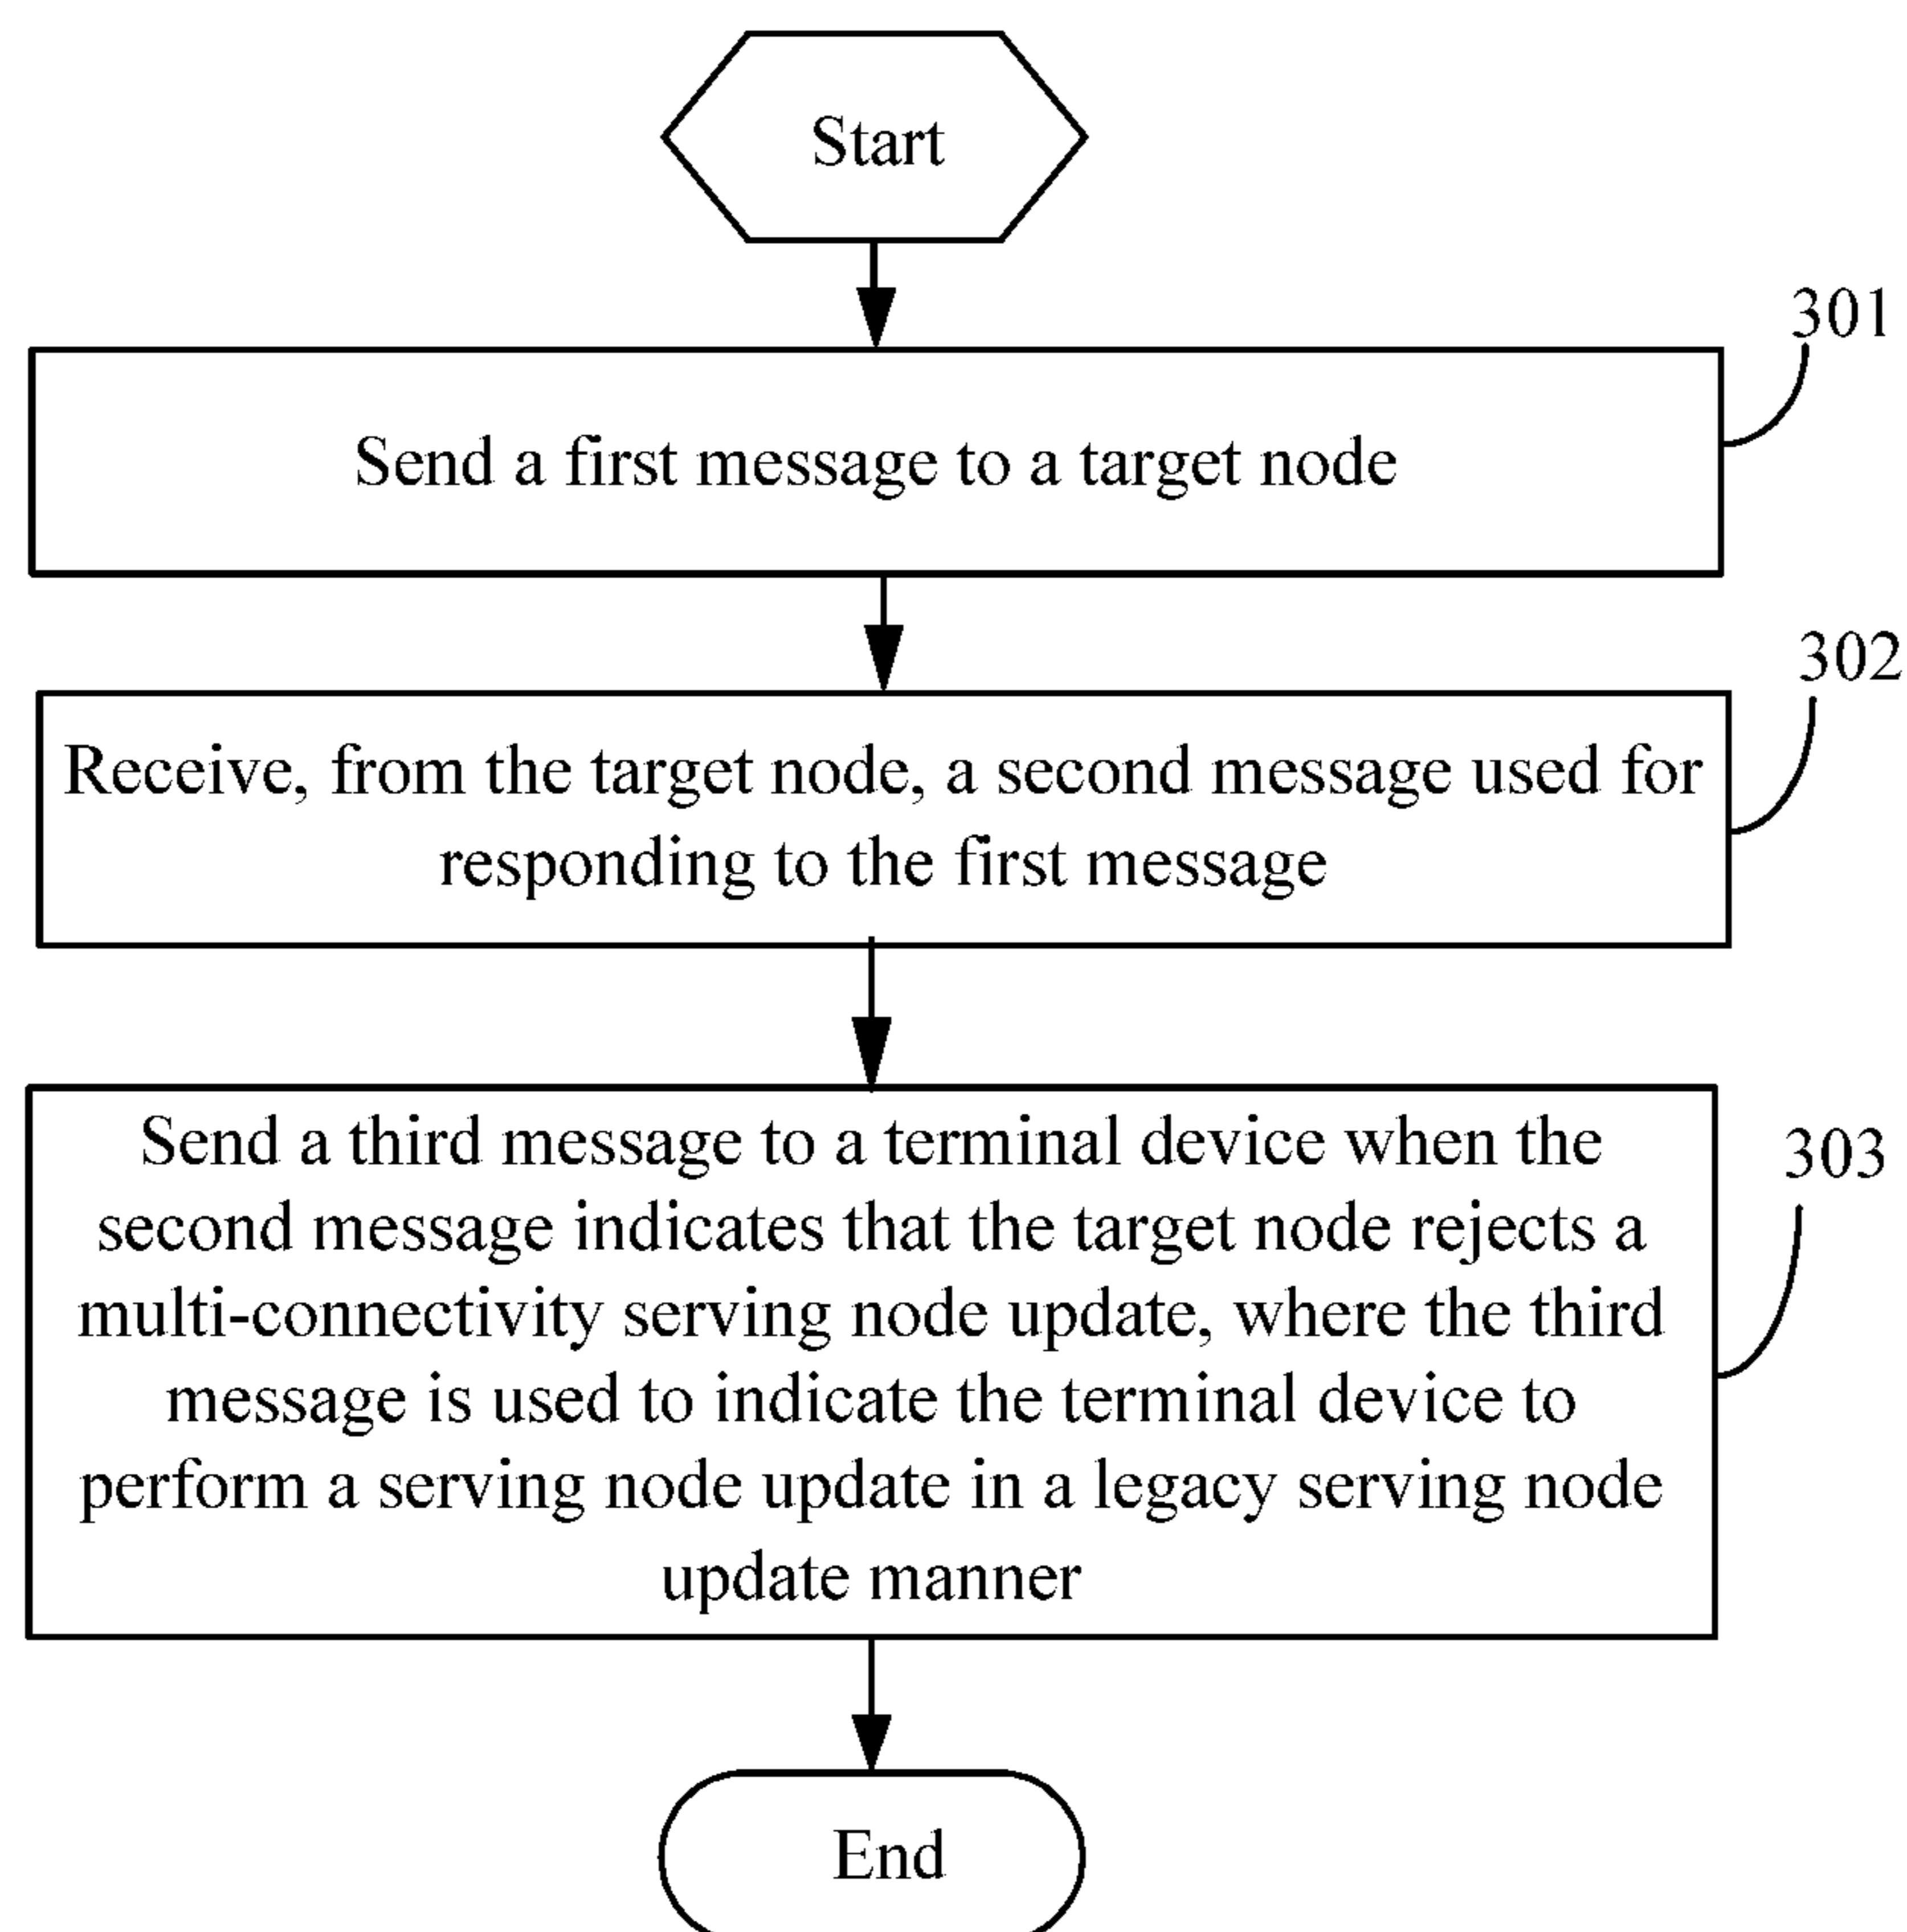 Start
301
Send a first message to a target node
302
Receive, from the target node, a second message used for
responding to the first message
303
Send a third message to a terminal device when the
second message indicates that the target node rejects a
multi-connectivity serving node update, where the third
message is used to indicate the terminal device to
perform a serving node update in a legacy serving node
update manner
End